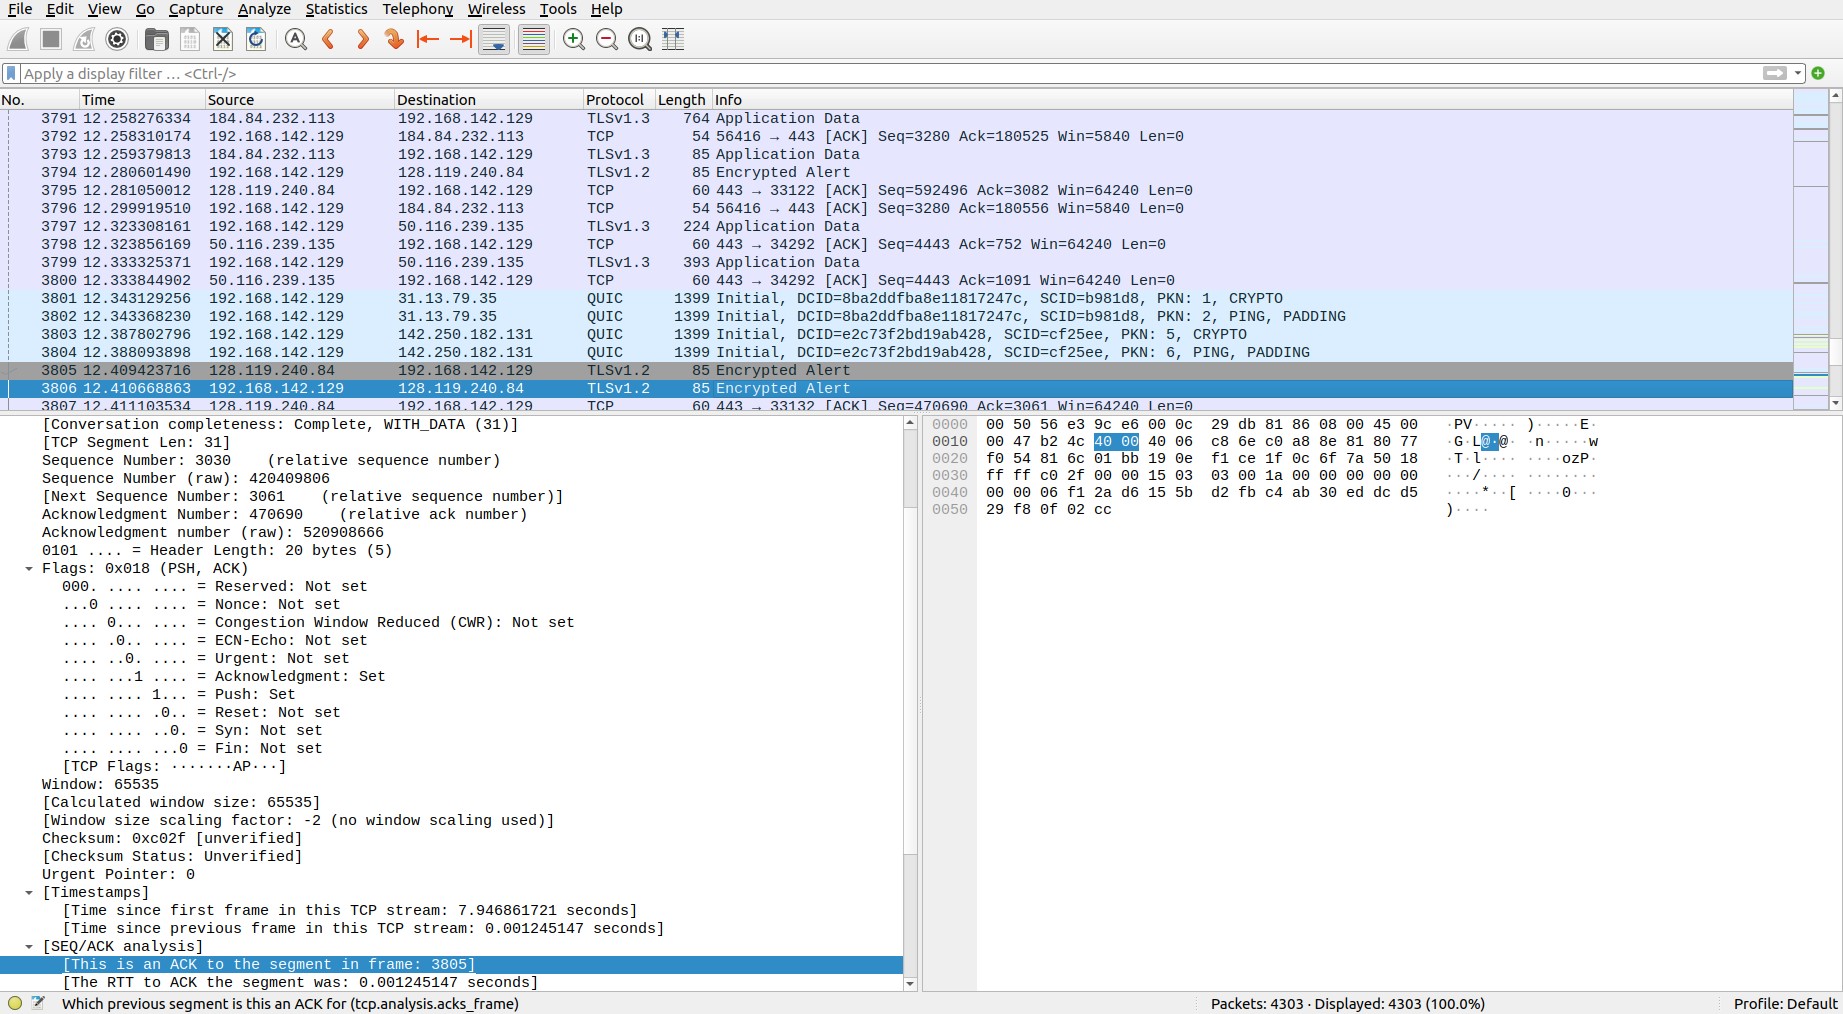 File Edit View Go Capture Analyze Statistics Telephony Wireless Tools Help
Apply a display filter … <Ctrl-/>
No. Time Source Destination Protocol Length Info
3791 12.258276334 184.84.232.113 192.168.142.129 TLSv1.3 764 Application Data
3792 12.258310174 192.168.142.129 184.84.232.113 TCP 54 56416 → 443 [ACK] Seq=3280 Ack=180525 Win=5840 Len=0
3793 12.259379813 184.84.232.113 192.168.142.129 TLSv1.3 85 Application Data
3794 12.280601490 192.168.142.129 128.119.240.84 TLSv1.2 85 Encrypted Alert
3795 12.281050012 128.119.240.84 192.168.142.129 TCP 60 443 → 33122 [ACK] Seq=592496 Ack=3082 Win=64240 Len=0
3796 12.299919510 192.168.142.129 184.84.232.113 TCP 54 56416 → 443 [ACK] Seq=3280 Ack=180556 Win=5840 Len=0
3797 12.323308161 192.168.142.129 50.116.239.135 TLSv1.3 224 Application Data
3798 12.323856169 50.116.239.135 192.168.142.129 TCP 60 443 → 34292 [ACK] Seq=4443 Ack=752 Win=64240 Len=0
3799 12.333325371 192.168.142.129 50.116.239.135 TLSv1.3 393 Application Data
3800 12.333844902 50.116.239.135 192.168.142.129 TCP 60 443 → 34292 [ACK] Seq=4443 Ack=1091 Win=64240 Len=0
3801 12.343129256 192.168.142.129 31.13.79.35 QUIC 1399 Initial, DCID=8ba2ddfba8e11817247c, SCID=b981d8, PKN: 1, CRYPTO
3802 12.343368230 192.168.142.129 31.13.79.35 QUIC 1399 Initial, DCID=8ba2ddfba8e11817247c, SCID=b981d8, PKN: 2, PING, PADDING
3803 12.387802796 192.168.142.129 142.250.182.131 QUIC 1399 Initial, DCID=e2c73f2bd19ab428, SCID=cf25ee, PKN: 5, CRYPTO
3804 12.388093898 192.168.142.129 142.250.182.131 QUIC 1399 Initial, DCID=e2c73f2bd19ab428, SCID=cf25ee, PKN: 6, PING, PADDING
3805 12.409423716 128.119.240.84 192.168.142.129 TLSv1.2 85 Encrypted Alert
3806 12.410668863 192.168.142.129 128.119.240.84 TLSv1.2 85 Encrypted Alert
3807 12.411103534 128.119.240.84 192.168.142.129 TCP 60 443 → 33132 [ACK] Seq=470690 Ack=3061 Win=64240 Len=0
[Conversation completeness: Complete, WITH_DATA (31)]
[TCP Segment Len: 31]
Sequence Number: 3030 (relative sequence number)
Sequence Number (raw): 420409806
[Next Sequence Number: 3061 (relative sequence number)]
Acknowledgment Number: 470690 (relative ack number)
Acknowledgment number (raw): 520908666
0101 .... = Header Length: 20 bytes (5)
Flags: 0x018 (PSH, ACK)
000. .... .... = Reserved: Not set
...0 .... .... = Nonce: Not set
.... 0... .... = Congestion Window Reduced (CWR): Not set
.... .0.. .... = ECN-Echo: Not set
.... ..0. .... = Urgent: Not set
.... ...1 .... = Acknowledgment: Set
.... .... 1... = Push: Set
.... .... .0.. = Reset: Not set
.... .... ..0. = Syn: Not set
.... .... ...0 = Fin: Not set
[TCP Flags: ·······AP···]
Window: 65535
[Calculated window size: 65535]
[Window size scaling factor: -2 (no window scaling used)]
Checksum: 0xc02f [unverified]
[Checksum Status: Unverified]
Urgent Pointer: 0
[Timestamps]
[Time since first frame in this TCP stream: 7.946861721 seconds]
[Time since previous frame in this TCP stream: 0.001245147 seconds]
[SEQ/ACK analysis]
[This is an ACK to the segment in frame: 3805]
[The RTT to ACK the segment was: 0.001245147 seconds]
0000 00 50 56 e3 9c e6 00 0c 29 db 81 86 08 00 45 00 ·PV····· )·····E·
0010 00 47 b2 4c 40 00 40 06 c8 6e c0 a8 8e 81 80 77 ·G·L@·@· ·n·····w
0020 f0 54 81 6c 01 bb 19 0e f1 ce 1f 0c 6f 7a 50 18 ·T·l···· ····ozP·
0030 ff ff c0 2f 00 00 15 03 03 00 1a 00 00 00 00 00 ···/···· ········
0040 00 00 06 f1 2a d6 15 5b d2 fb c4 ab 30 ed dc d5 ····*··[ ····0···
0050 29 f8 0f 02 cc )····
Which previous segment is this an ACK for (tcp.analysis.acks_frame)
Packets: 4303 · Displayed: 4303 (100.0%)
Profile: Default